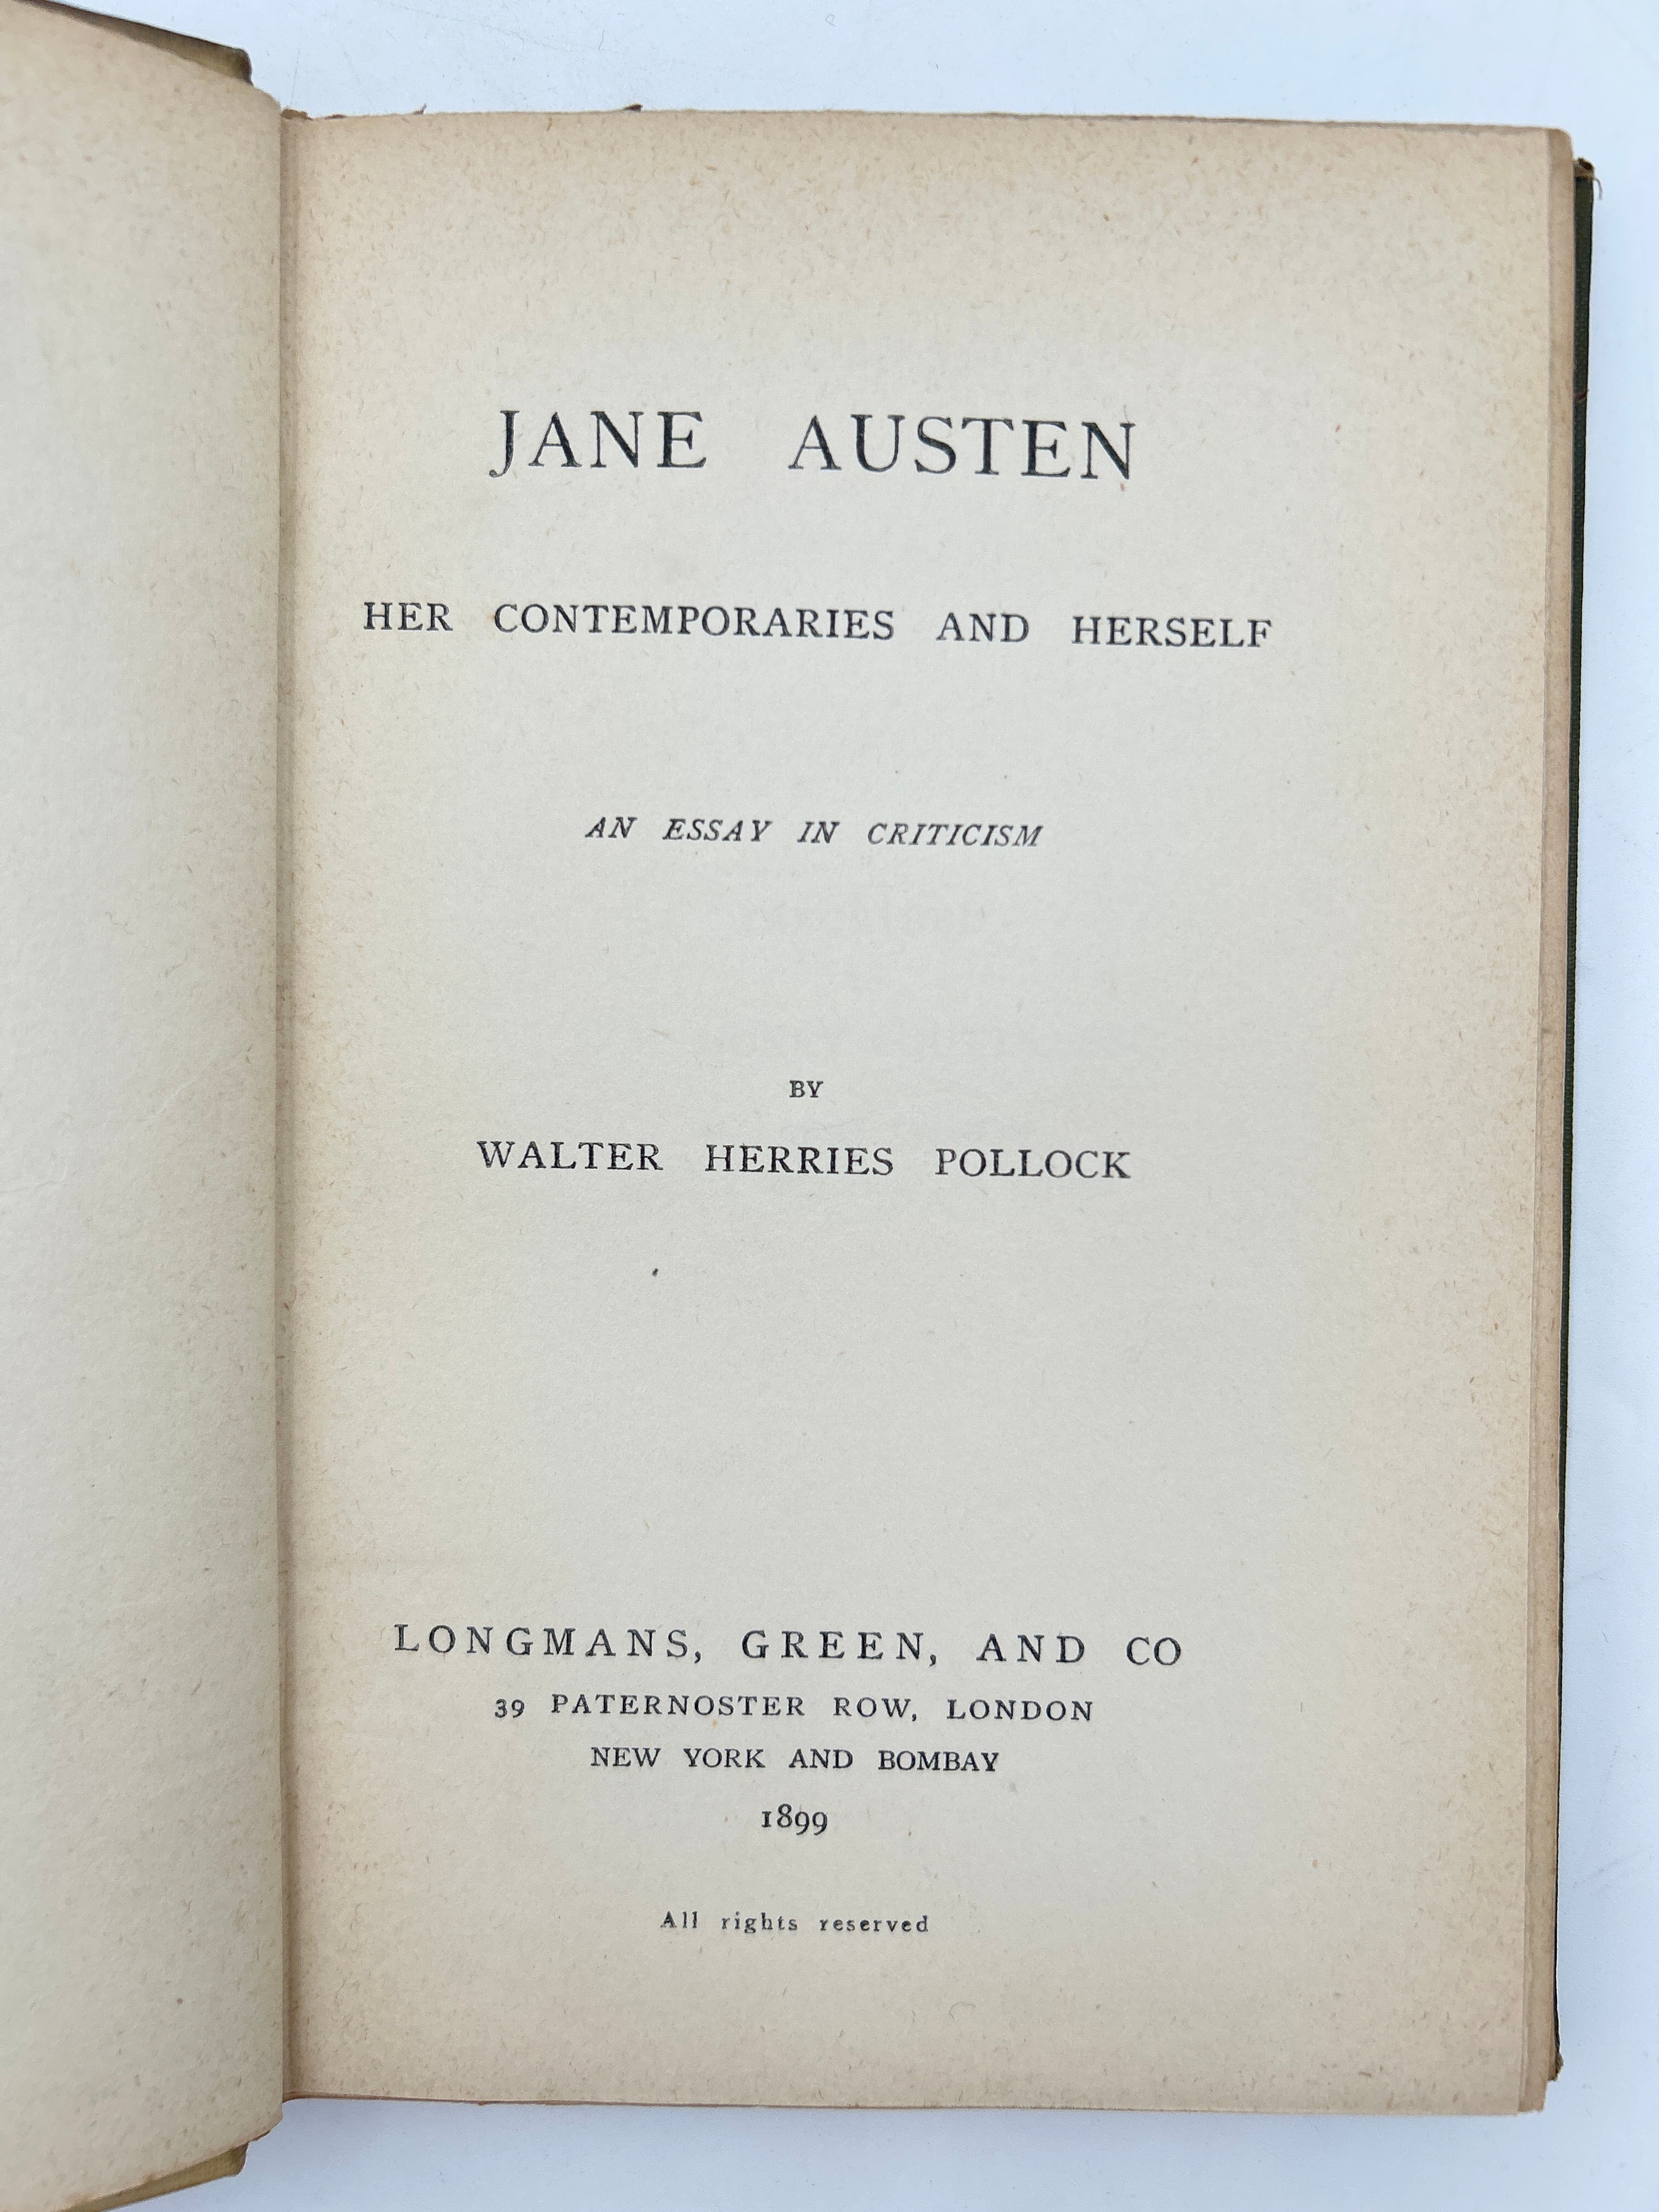 JANE AUSTEN
HER CONTEMPORARIES AND HERSELF
AN ESSAY IN CRITICISM
BY
WALTER HERRIES POLLOCK
LONGMANS, GREEN, AND CO
39 PATERNOSTER ROW, LONDON
NEW YORK AND BOMBAY
1899
All rights reserved